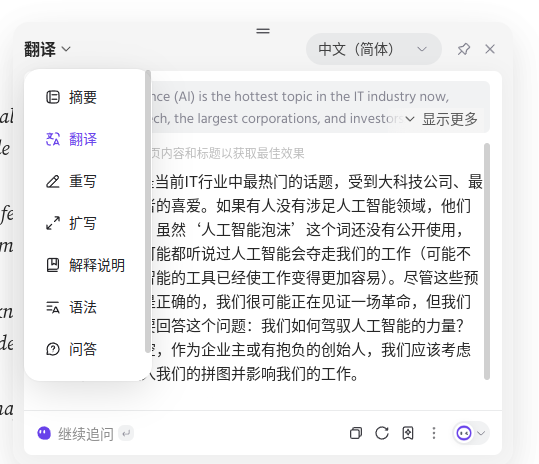 翻译
中文（简体）
摘要
翻译
重写
扩写
解释说明
语法
问答
(AI) is the hottest topic in the IT industry now,
the largest corporations, and investors
显示更多
页内容和标题以获取最佳效果
当前IT行业中最热门的话题，受到大科技公司、最
的喜爱。如果有人没有涉足人工智能领域，他们
虽然‘人工智能泡沫’这个词还没有公开使用，
能都听说过人工智能会夺走我们的工作（可能不
智能的工具已经使工作变得更加容易）。尽管这些预
正确的，我们很可能正在见证一场革命，但我们
要回答这个问题：我们如何驾驭人工智能的力量？
，作为企业主或有抱负的创始人，我们应该考虑
入我们的拼图并影响我们的工作。
继续追问